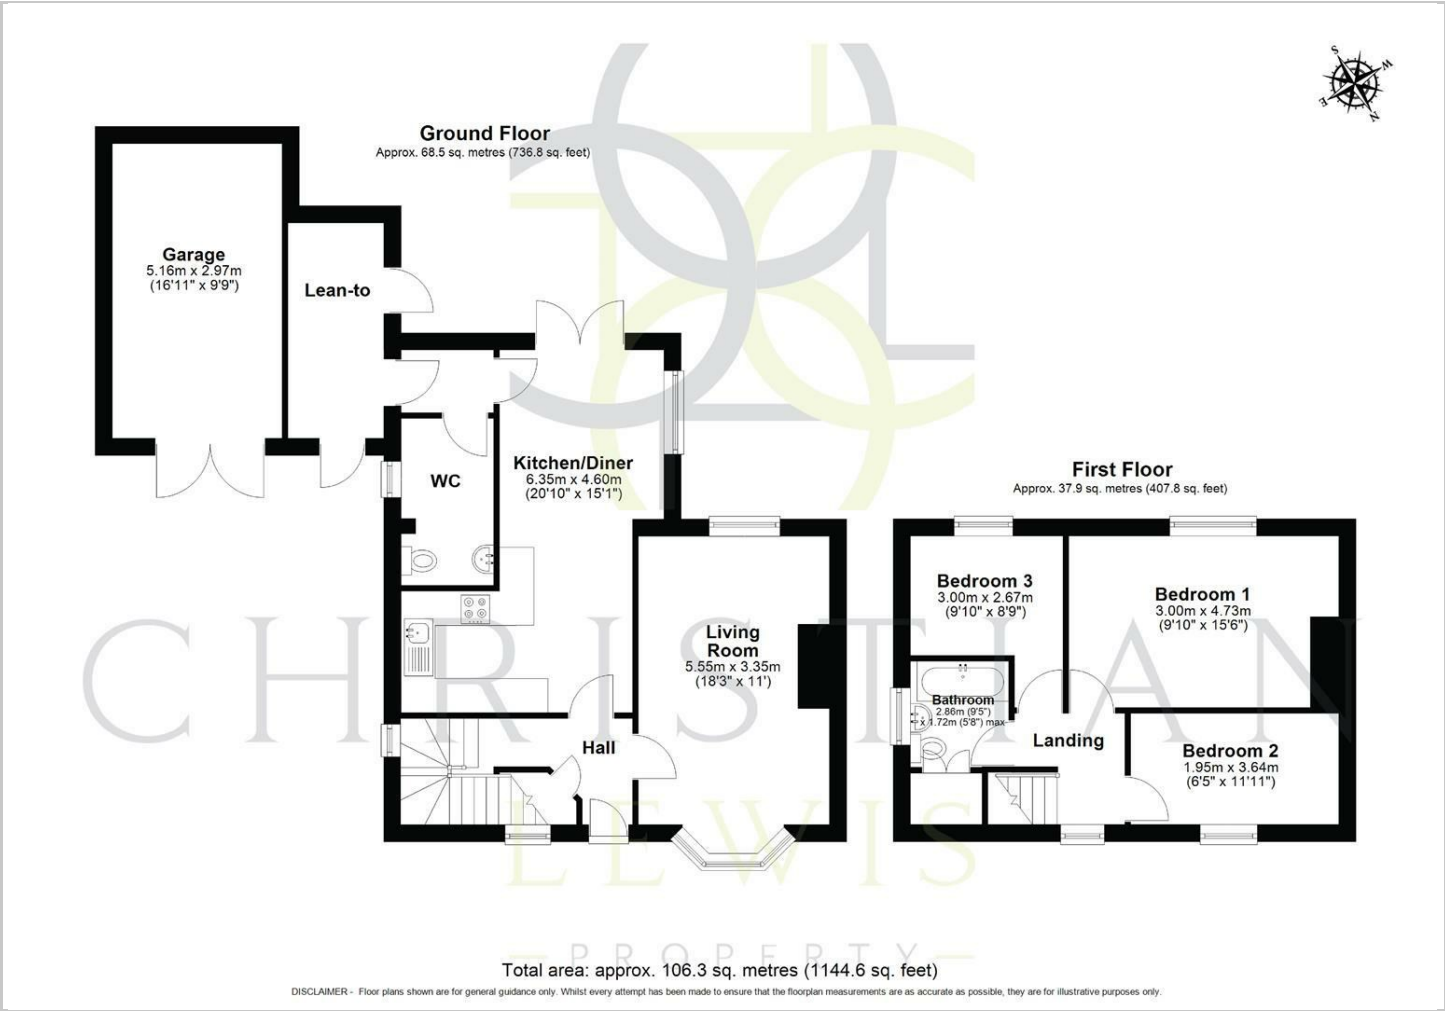 S
W
E
N
Ground Floor
Approx. 68.5 sq. metres (736.8 sq. feet)
Garage
5.16m x 2.97m
(16'11" x 9'9")
Lean-to
Kitchen/Diner
6.35m x 4.60m
(20'10" x 15'1")
WC
First Floor
Approx. 37.9 sq. metres (407.8 sq. feet)
Bedroom 3
3.00m x 2.67m
(9'10" x 8'9")
Bedroom 1
3.00m x 4.73m
(9'10" x 15'6")
Living
Room
5.55m x 3.35m
(18'3" x 11')
CHRISTIAN
Bathroom
2.86m (9'5")
x 1.72m (5'8") max
Hall
Landing
Bedroom 2
1.95m x 3.64m
(6'5" x 11'11")
LEWIS
PROPERTY
Total area: approx. 106.3 sq. metres (1144.6 sq. feet)
DISCLAIMER - Floor plans shown are for general guidance only. Whilst every attempt has been made to ensure that the floorplan measurements are as accurate as possible, they are for illustrative purposes only.